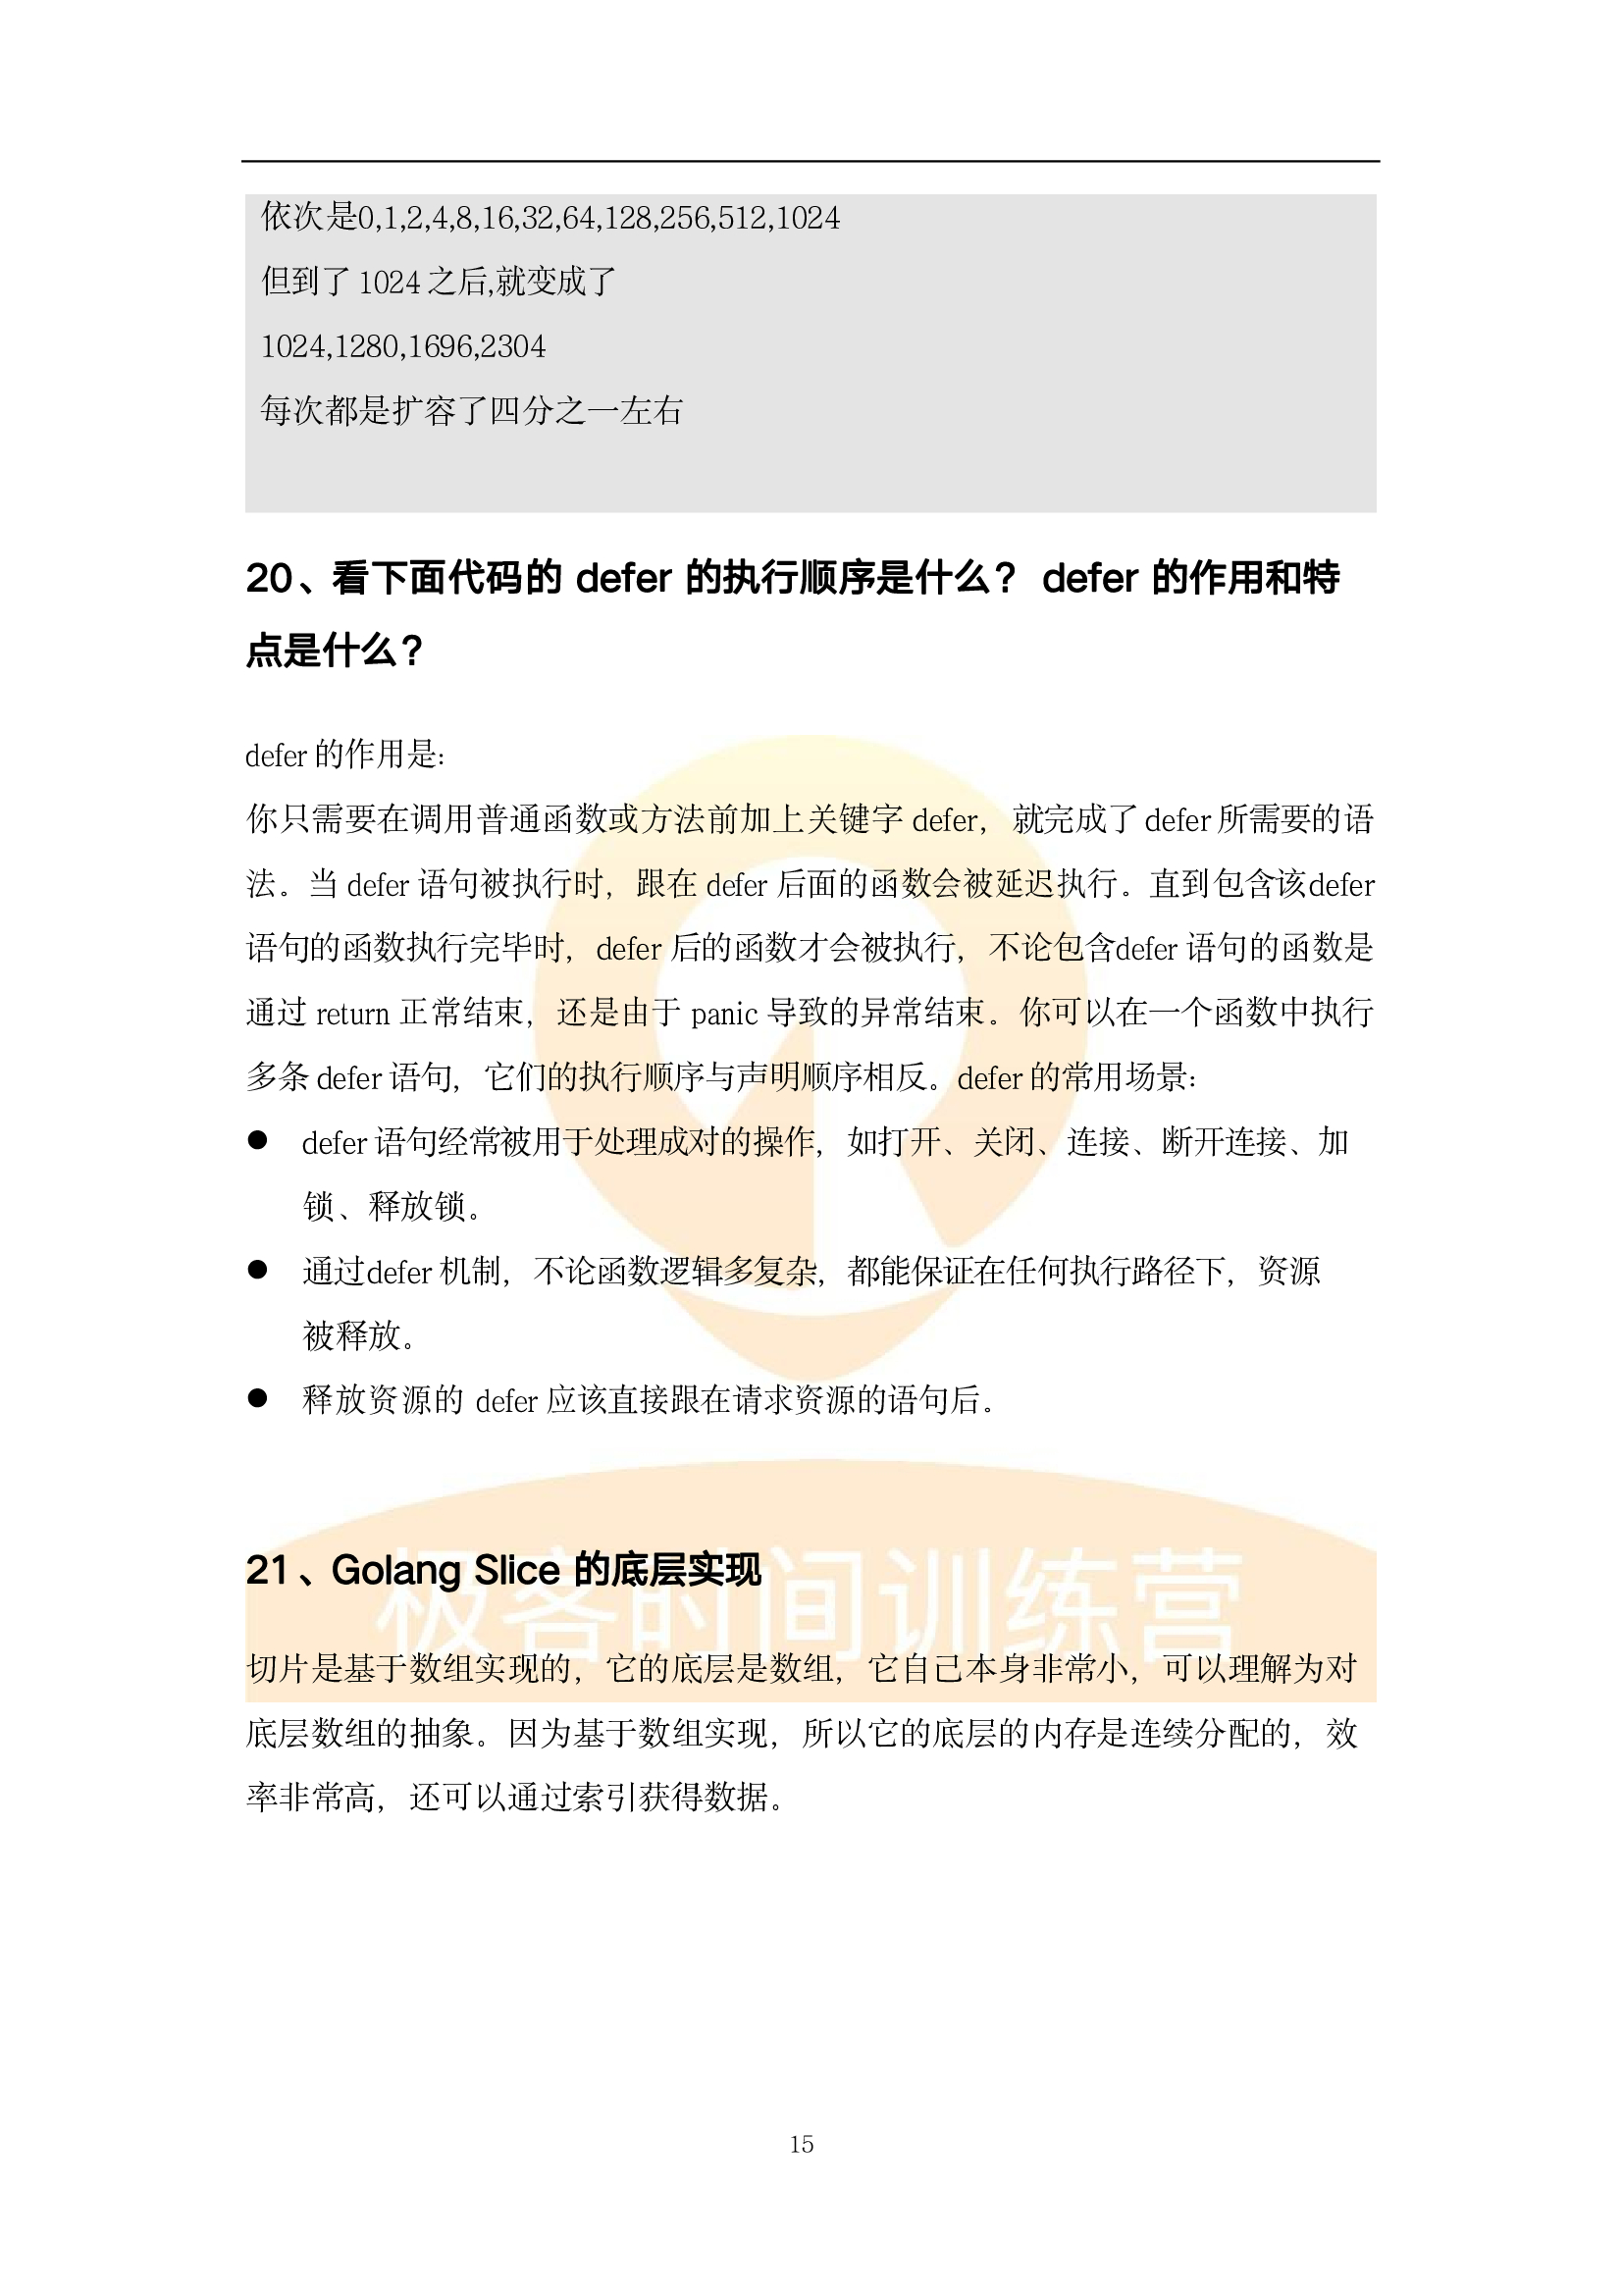 依次是0,1,2,4,8,16,32,64,128,256,512,1024
但到了 1024 之后,就变成了
1024,1280,1696,2304
每次都是扩容了四分之一左右
20、看下面代码的 defer 的执行顺序是什么？ defer 的作用和特
点是什么？
defer 的作用是：
你只需要在调用普通函数或方法前加上关键字 defer，就完成了 defer 所需要的语
法。当 defer 语句被执行时，跟在 defer 后面的函数会被延迟执行。直到包含该defer
语句的函数执行完毕时，defer 后的函数才会被执行，不论包含defer 语句的函数是
通过 return 正常结束，还是由于 panic 导致的异常结束。你可以在一个函数中执行
多条 defer 语句，它们的执行顺序与声明顺序相反。defer 的常用场景：
● defer 语句经常被用于处理成对的操作，如打开、关闭、连接、断开连接、加
锁、释放锁。
● 通过defer 机制，不论函数逻辑多复杂，都能保证在任何执行路径下，资源
被释放。
● 释放资源的 defer 应该直接跟在请求资源的语句后。
21、Golang Slice 的底层实现
极客时间训练营
切片是基于数组实现的，它的底层是数组，它自己本身非常小，可以理解为对
底层数组的抽象。因为基于数组实现，所以它的底层的内存是连续分配的，效
率非常高，还可以通过索引获得数据。
15